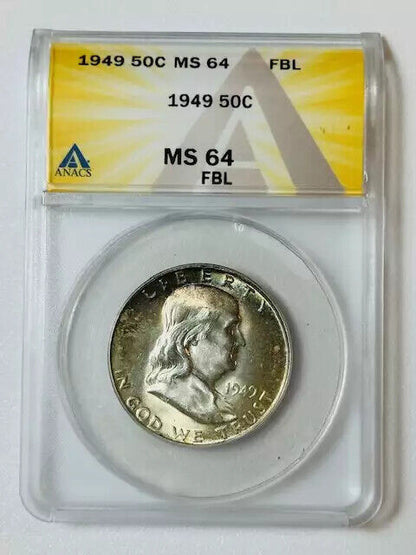 1949 50C MS 64 FBL
1949 50C
MS 64
FBL
ANACS
LIBERTY
1949
IN GOD WE TRUST